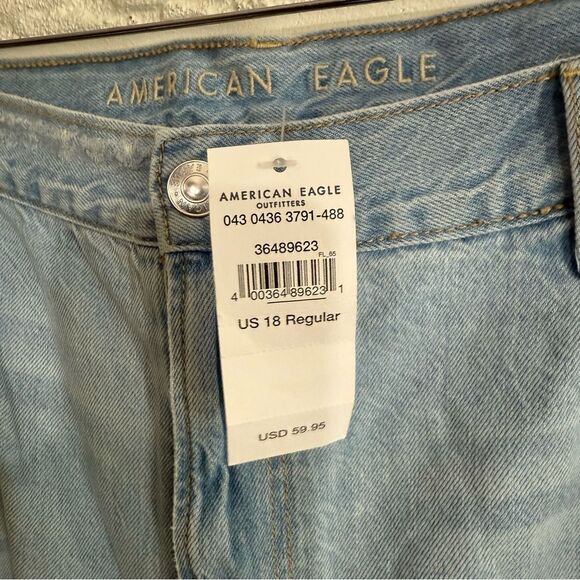 AMERICAN EAGLE
AMERICAN EAGLE
OUTFITTERS
043 0436 3791-488
36489623
FL_65
4 00364 89623 1
US 18 Regular
USD 59.95